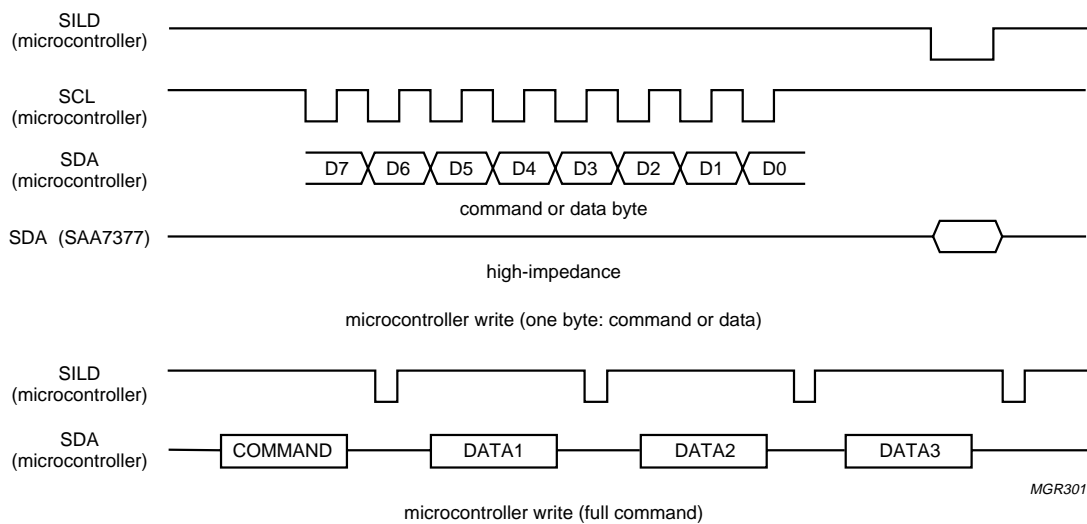 SILD
(microcontroller)
SCL
(microcontroller)
SDA
(microcontroller)
D7 D6 D5 D4 D3 D2 D1 D0
command or data byte
SDA (SAA7377)
high-impedance
microcontroller write (one byte: command or data)
SILD
(microcontroller)
SDA
(microcontroller)
COMMAND DATA1 DATA2 DATA3
MGR301
microcontroller write (full command)